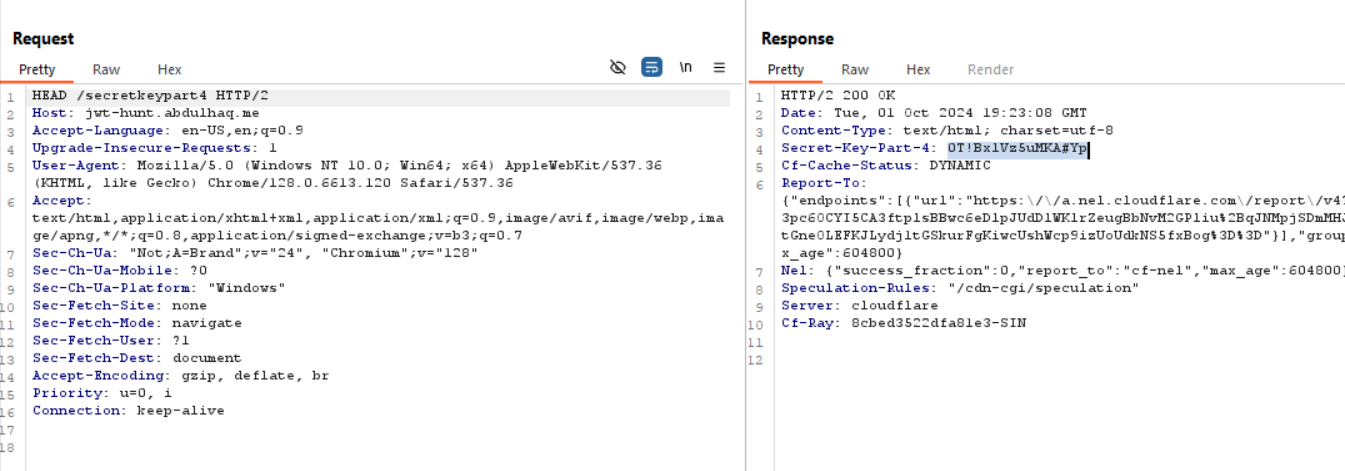 Request
Pretty Raw Hex \n
1 HEAD /secretkeypart4 HTTP/2
2 Host: jwt-hunt.abdulhaq.me
3 Accept-Language: en-US,en;q=0.9
4 Upgrade-Insecure-Requests: 1
5 User-Agent: Mozilla/5.0 (Windows NT 10.0; Win64; x64) AppleWebKit/537.36
(KHTML, like Gecko) Chrome/128.0.6613.120 Safari/537.36
6 Accept:
text/html,application/xhtml+xml,application/xml;q=0.9,image/avif,image/webp,ima
ge/apng,*/*;q=0.8,application/signed-exchange;v=b3;q=0.7
7 Sec-Ch-Ua: "Not;A=Brand";v="24", "Chromium";v="128"
8 Sec-Ch-Ua-Mobile: ?0
9 Sec-Ch-Ua-Platform: "Windows"
10 Sec-Fetch-Site: none
11 Sec-Fetch-Mode: navigate
12 Sec-Fetch-User: ?1
13 Sec-Fetch-Dest: document
14 Accept-Encoding: gzip, deflate, br
15 Priority: u=0, i
16 Connection: keep-alive
17
18
Response
Pretty Raw Hex Render
1 HTTP/2 200 OK
2 Date: Tue, 01 Oct 2024 19:23:08 GMT
3 Content-Type: text/html; charset=utf-8
4 Secret-Key-Part-4: 0T!Bx1Vz5uMKA#Yp
5 Cf-Cache-Status: DYNAMIC
6 Report-To:
{"endpoints":[{"url":"https:\/\/a.nel.cloudflare.com\/report\/v4?
x_age":604800}
7 Nel: {"success_fraction":0,"report_to":"cf-nel","max_age":604800}
8 Speculation-Rules: "/cdn-cgi/speculation"
9 Server: cloudflare
10 Cf-Ray: 8cbed3522dfa81e3-SIN
11
12